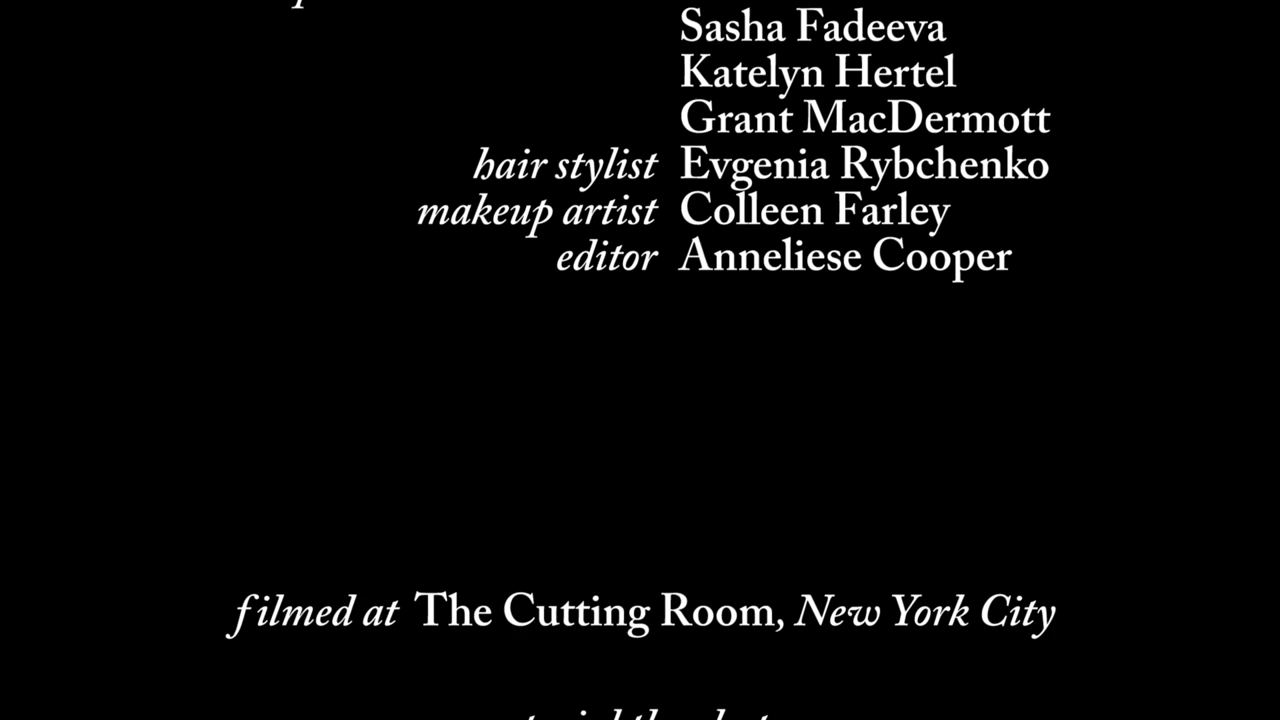 Sasha Fadeeva
Katelyn Hertel
Grant MacDermott
hair stylist Evgenia Rybchenko
makeup artist Colleen Farley
editor Anneliese Cooper
filmed at The Cutting Room, New York City